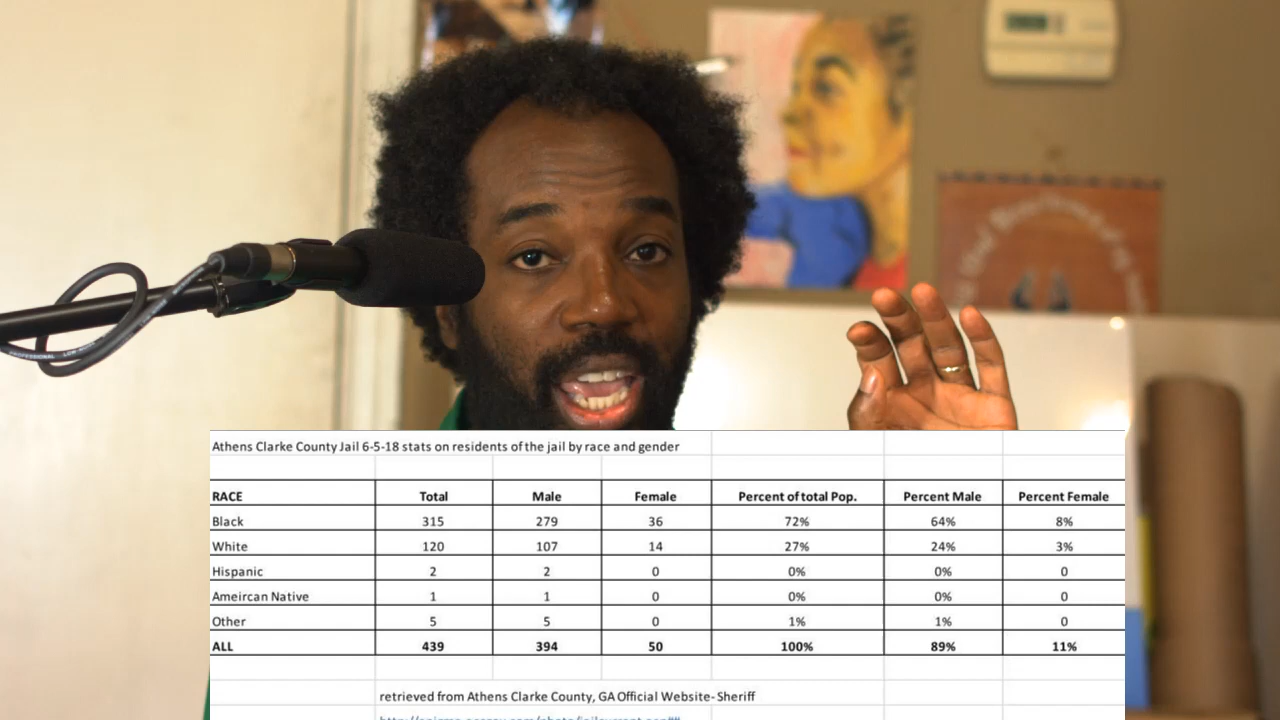 PROFESSIONAL LOW
Athens Clarke County Jail 6-5-18 stats on residents of the jail by race and gender
RACE Total Male Female Percent of total Pop. Percent Male Percent Female
Black 315 279 36 72% 64% 8%
White 120 107 14 27% 24% 3%
Hispanic 2 2 0 0% 0% 0
Ameircan Native 1 1 0 0% 0% 0
Other 5 5 0 1% 1% 0
ALL 439 394 50 100% 89% 11%
retrieved from Athens Clarke County, GA Official Website- Sheriff